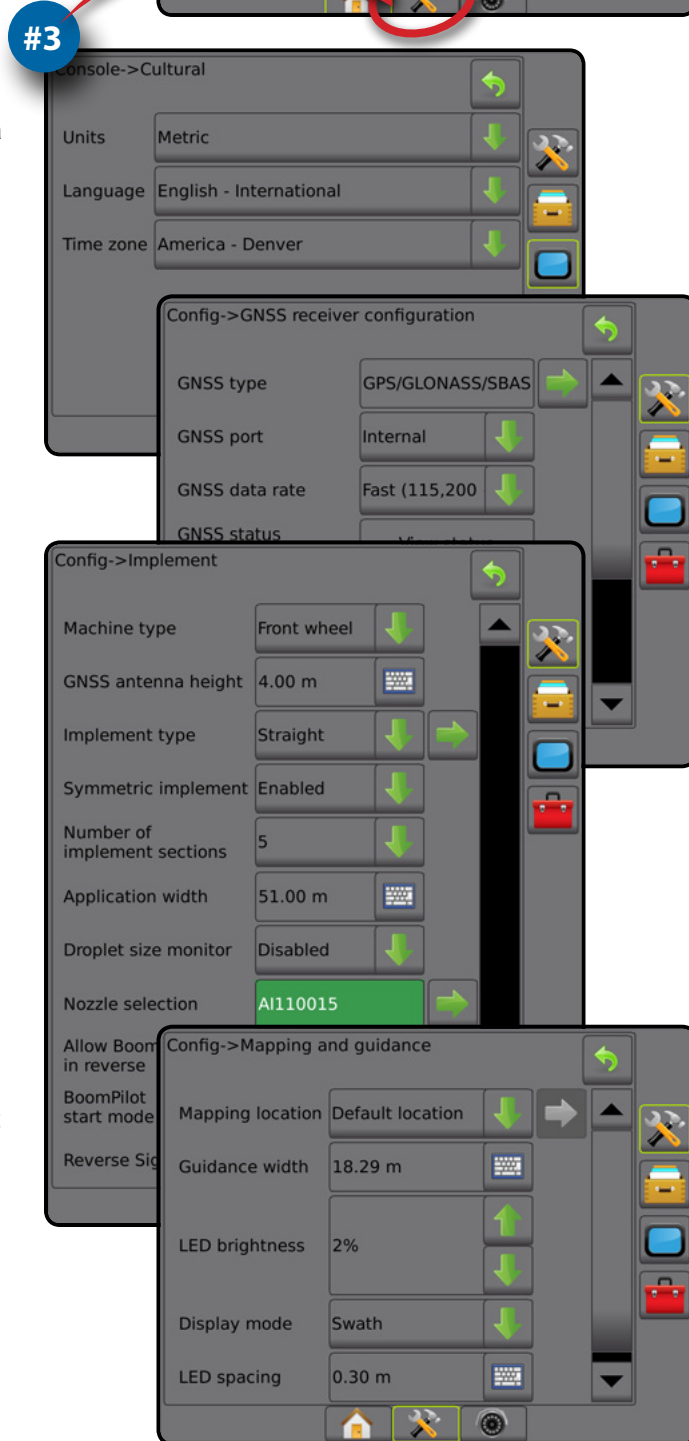 #3
Console->Cultural
Units Metric
Language English - International
Time zone America - Denver
Config->GNSS receiver configuration
GNSS type GPS/GLONASS/SBAS
GNSS port Internal
GNSS data rate Fast (115,200
GNSS status
Config->Implement
Machine type Front wheel
GNSS antenna height 4.00 m
Implement type Straight
Symmetric implement Enabled
Number of
implement sections 5
Application width 51.00 m
Droplet size monitor Disabled
Nozzle selection AI110015
Allow Boom
in reverse
BoomPilot
start mode
Reverse Sig
Config->Mapping and guidance
Mapping location Default location
Guidance width 18.29 m
LED brightness 2%
Display mode Swath
LED spacing 0.30 m